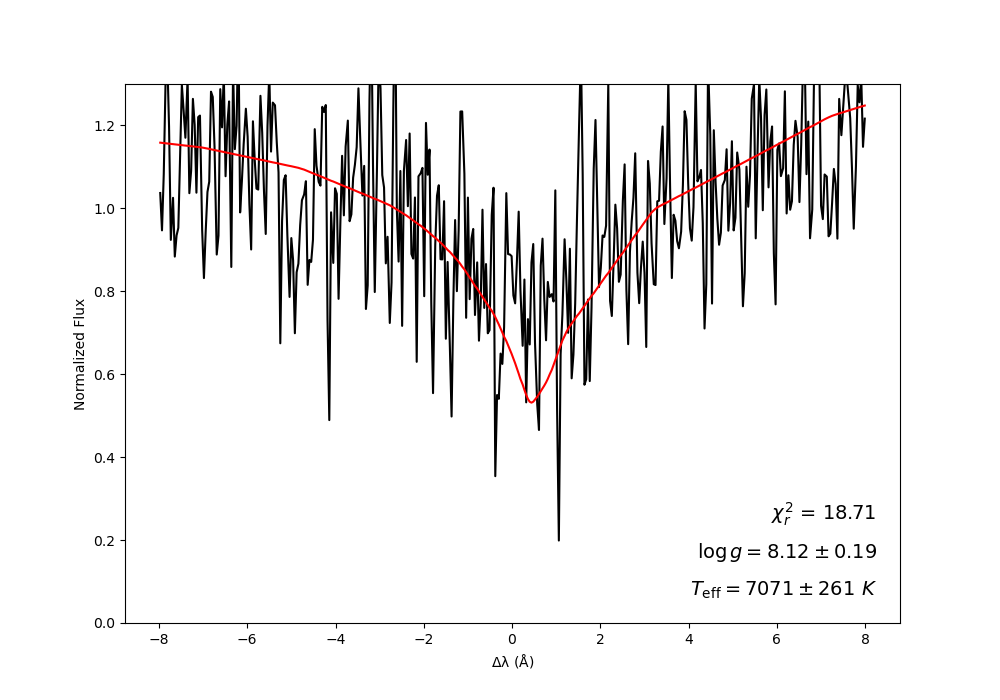 1.2
1.0
0.8
0.6
0.4
0.2
0.0
Normalized Flux
χ²ᵣ = 18.71
log g = 8.12 ± 0.19
T_eff = 7071 ± 261 K
−8 −6 −4 −2 0 2 4 6 8
Δλ (Å)